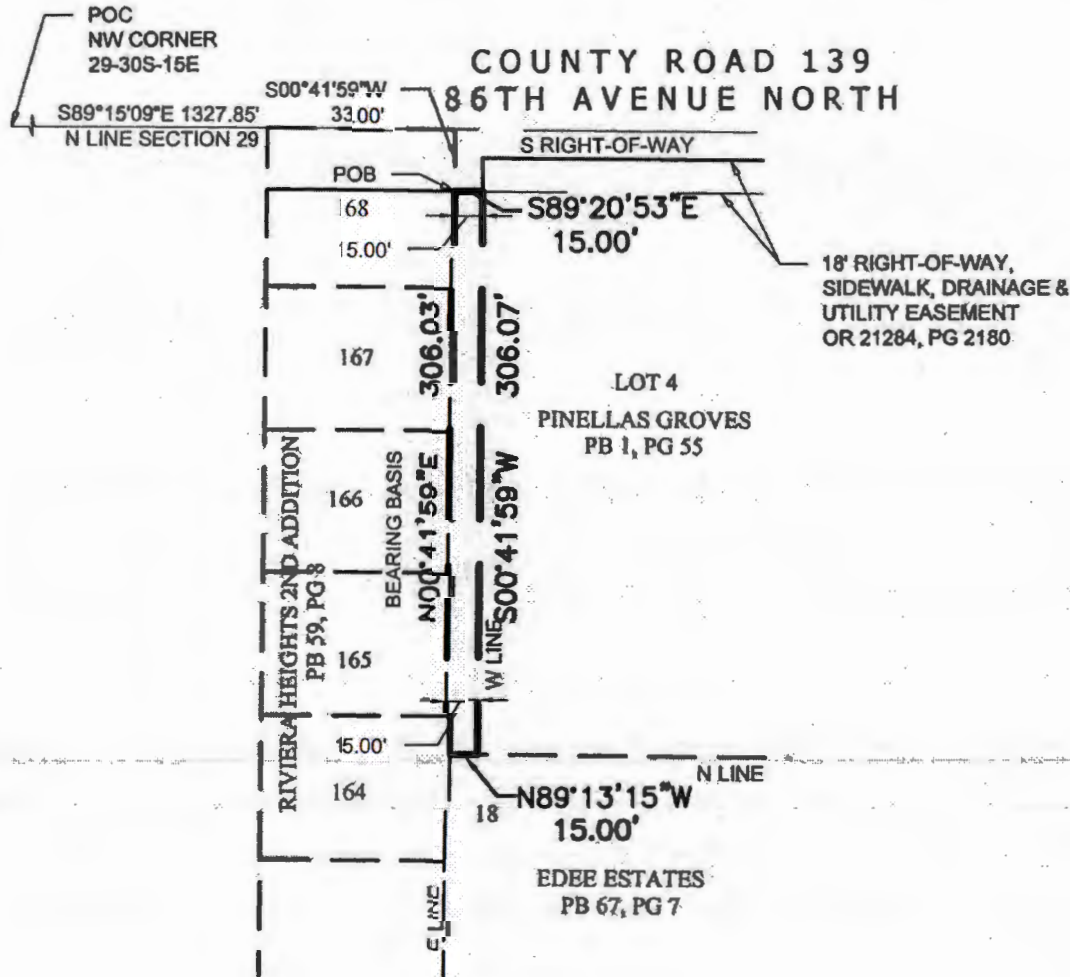 POC
NW CORNER
29-30S-15E
COUNTY ROAD 139
86TH AVENUE NORTH
S00°41'59"W
33.00'
S89°15'09"E 1327.85'
N LINE SECTION 29
S RIGHT-OF-WAY
POB
168
S89°20'53"E
15.00'
15.00'
18' RIGHT-OF-WAY,
SIDEWALK, DRAINAGE &
UTILITY EASEMENT
OR 21284, PG 2180
167
306.03'
306.07'
LOT 4
PINELLAS GROVES
PB 1, PG 55
RIVIERA HEIGHTS 2ND ADDITION
PB 59, PG 8
166
BEARING BASIS
N00°41'59"E
S00°41'59"W
165
W LINE
15.00'
N LINE
164
18
N89°13'15"W
15.00'
EDEE ESTATES
PB 67, PG 7
E LINE